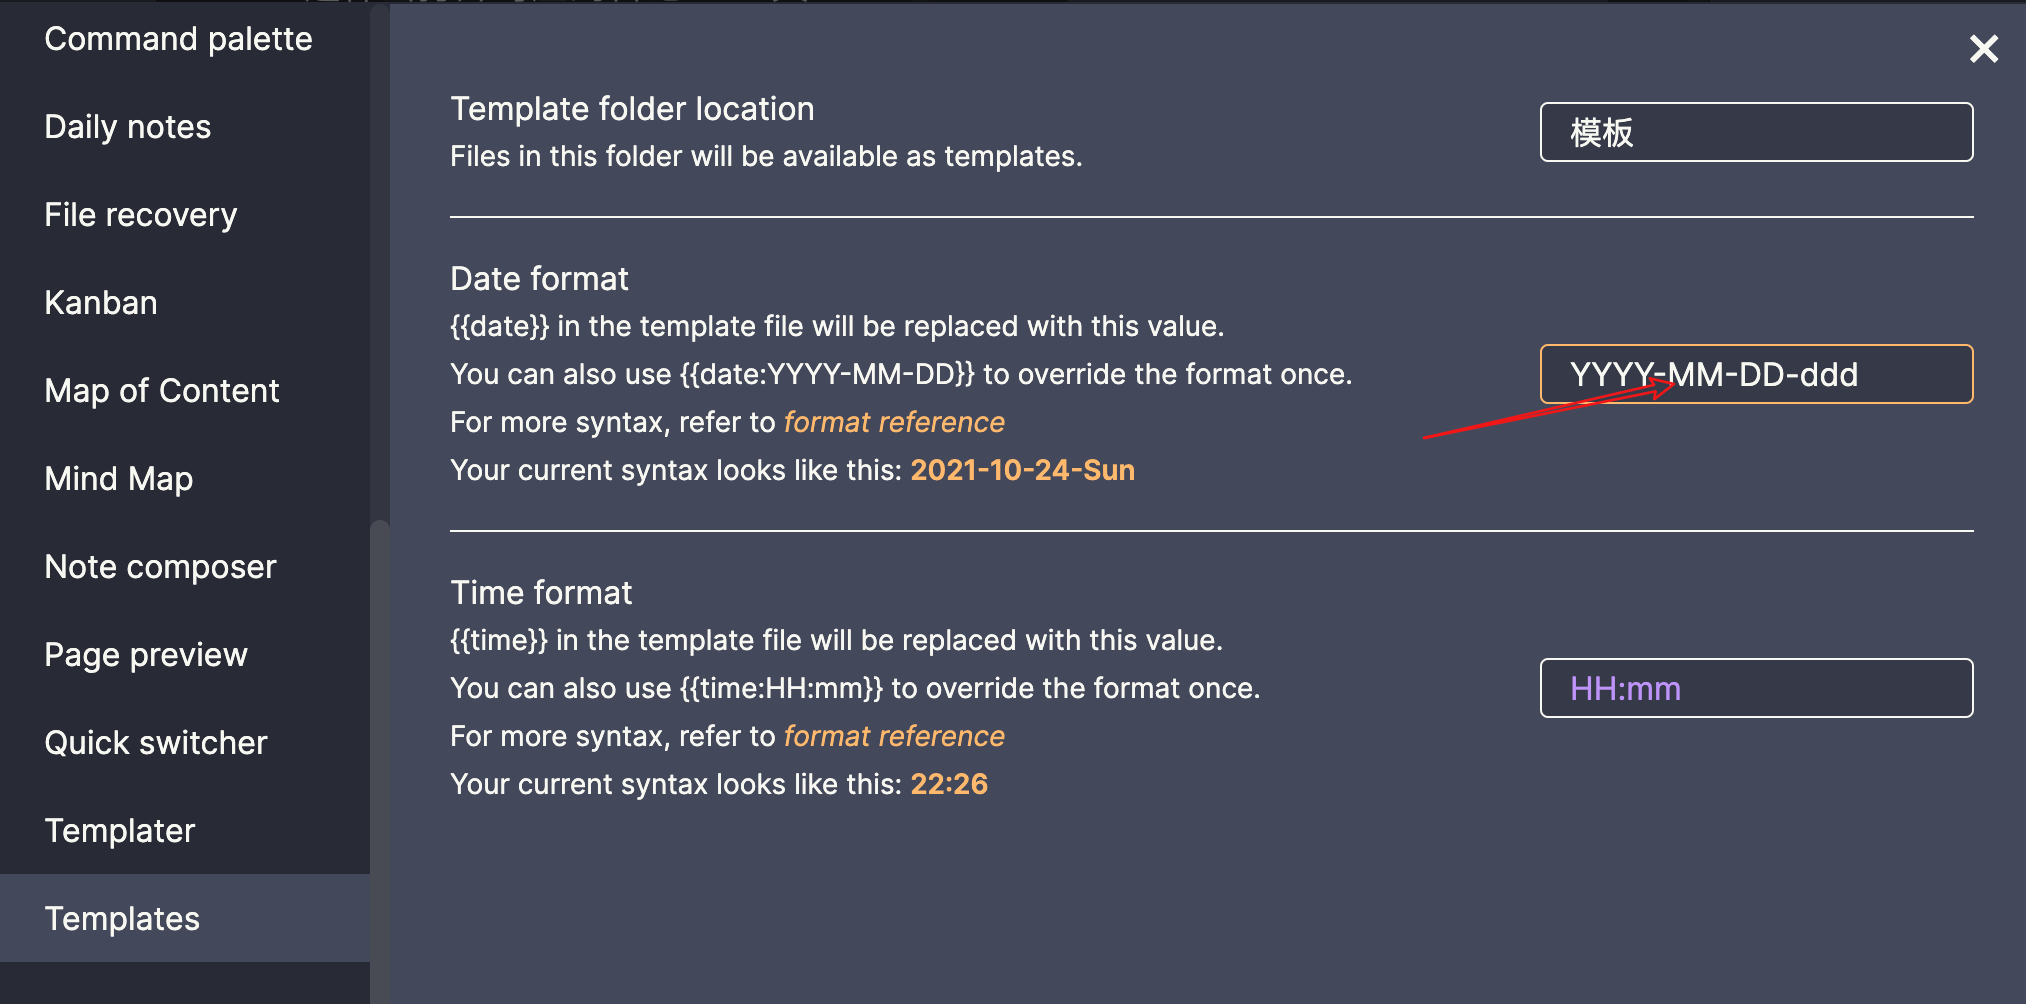 Command palette
Daily notes
File recovery
Kanban
Map of Content
Mind Map
Note composer
Page preview
Quick switcher
Templater
Templates
Template folder location
Files in this folder will be available as templates.
模板
Date format
{{date}} in the template file will be replaced with this value.
You can also use {{date:YYYY-MM-DD}} to override the format once.
For more syntax, refer to format reference
Your current syntax looks like this: 2021-10-24-Sun
YYYY-MM-DD-ddd
Time format
{{time}} in the template file will be replaced with this value.
You can also use {{time:HH:mm}} to override the format once.
For more syntax, refer to format reference
Your current syntax looks like this: 22:26
HH:mm